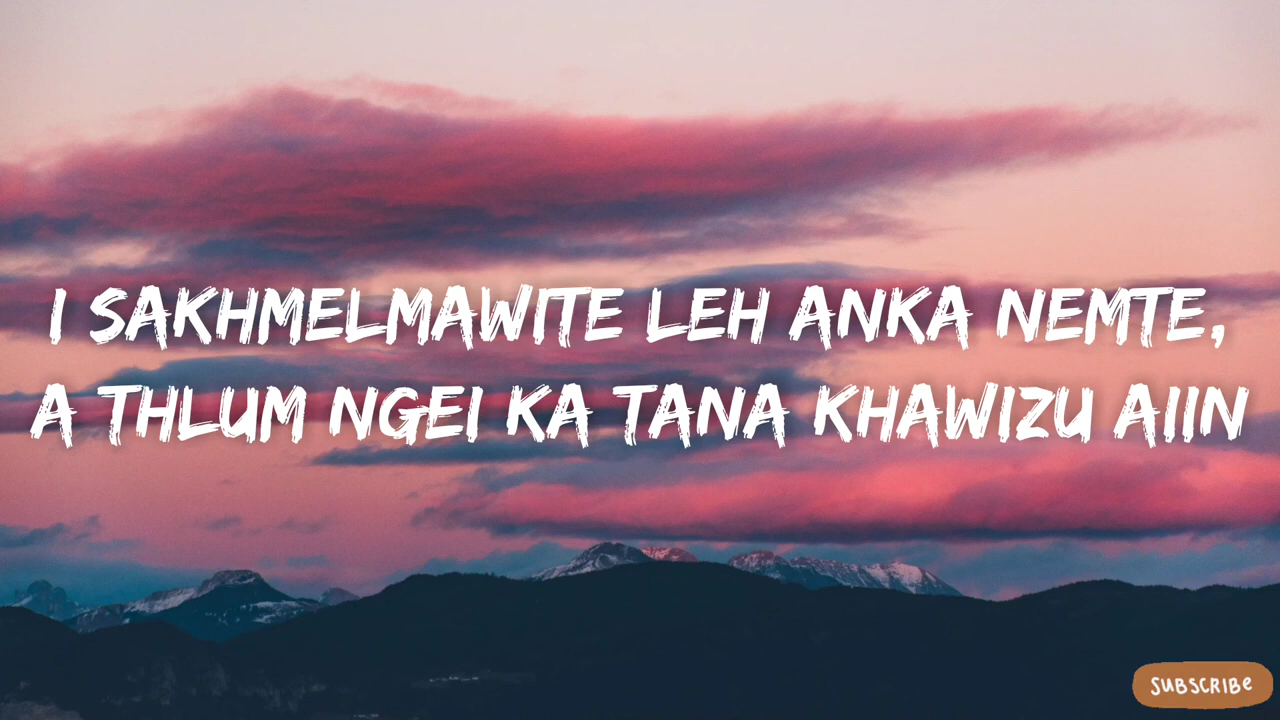 I SAKHMELMAWITE LEH ANKA NEMTE,
A THLUM NGEI KA TANA KHAWIZU AIIN
SUBSCRIBE